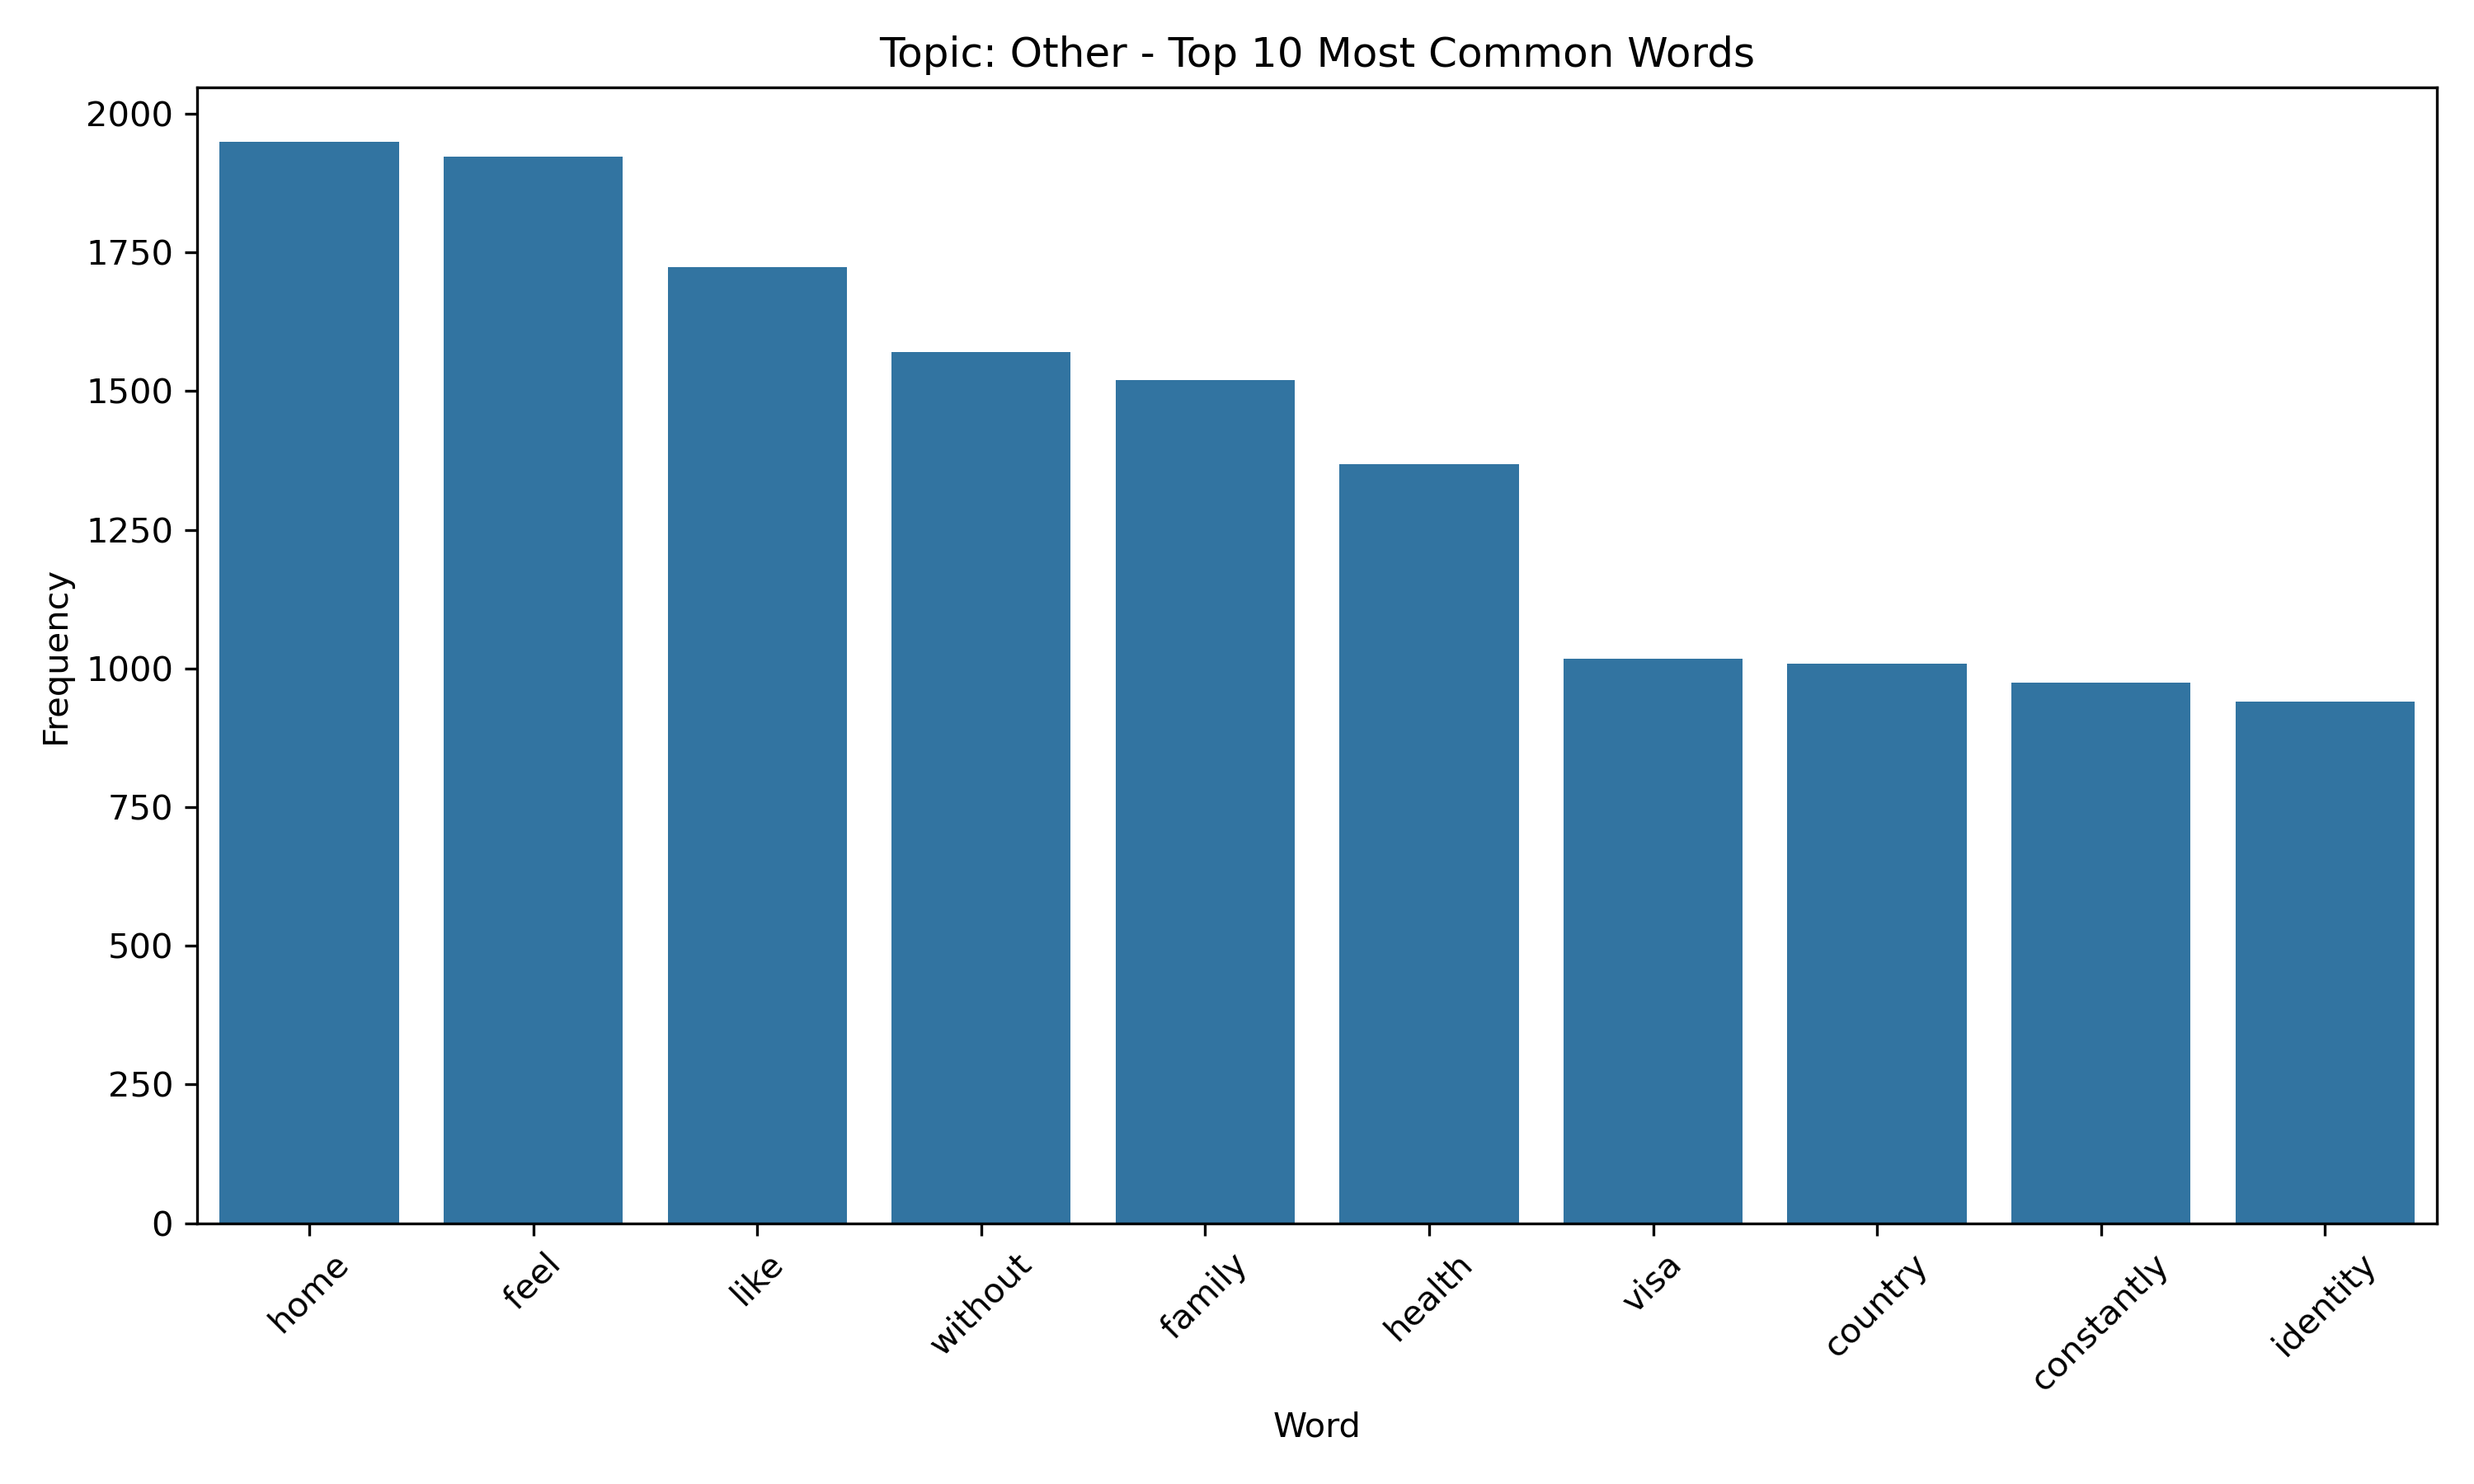 Topic: Other - Top 10 Most Common Words
Frequency
2000
1750
1500
1250
1000
750
500
250
0
home
feel
like
without
family
health
visa
country
constantly
identity
Word